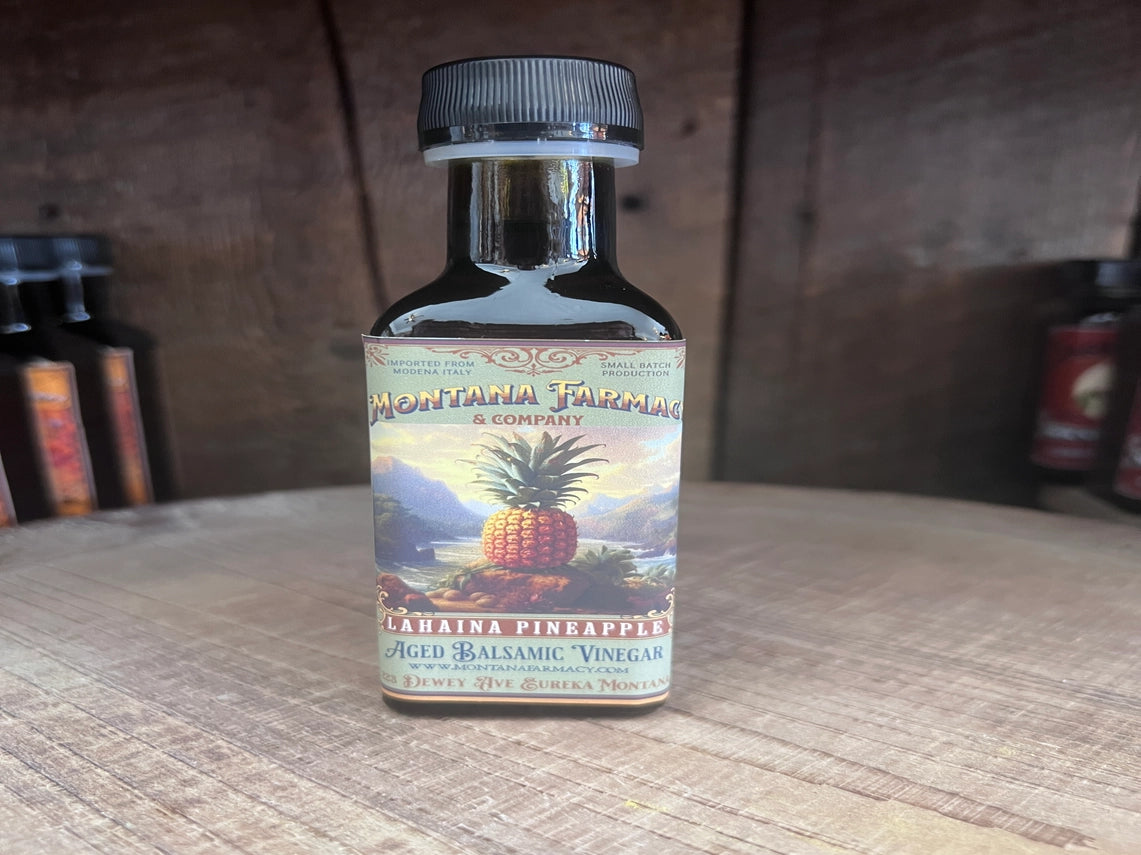 IMPORTED FROM
MODENA ITALY
SMALL BATCH
PRODUCTION
MONTANA FARMAC
& COMPANY
LAHAINA PINEAPPLE
AGED BALSAMIC VINEGAR
WWW.MONTANAFARMACY.COM
223 DEWEY AVE EUREKA MONTANA